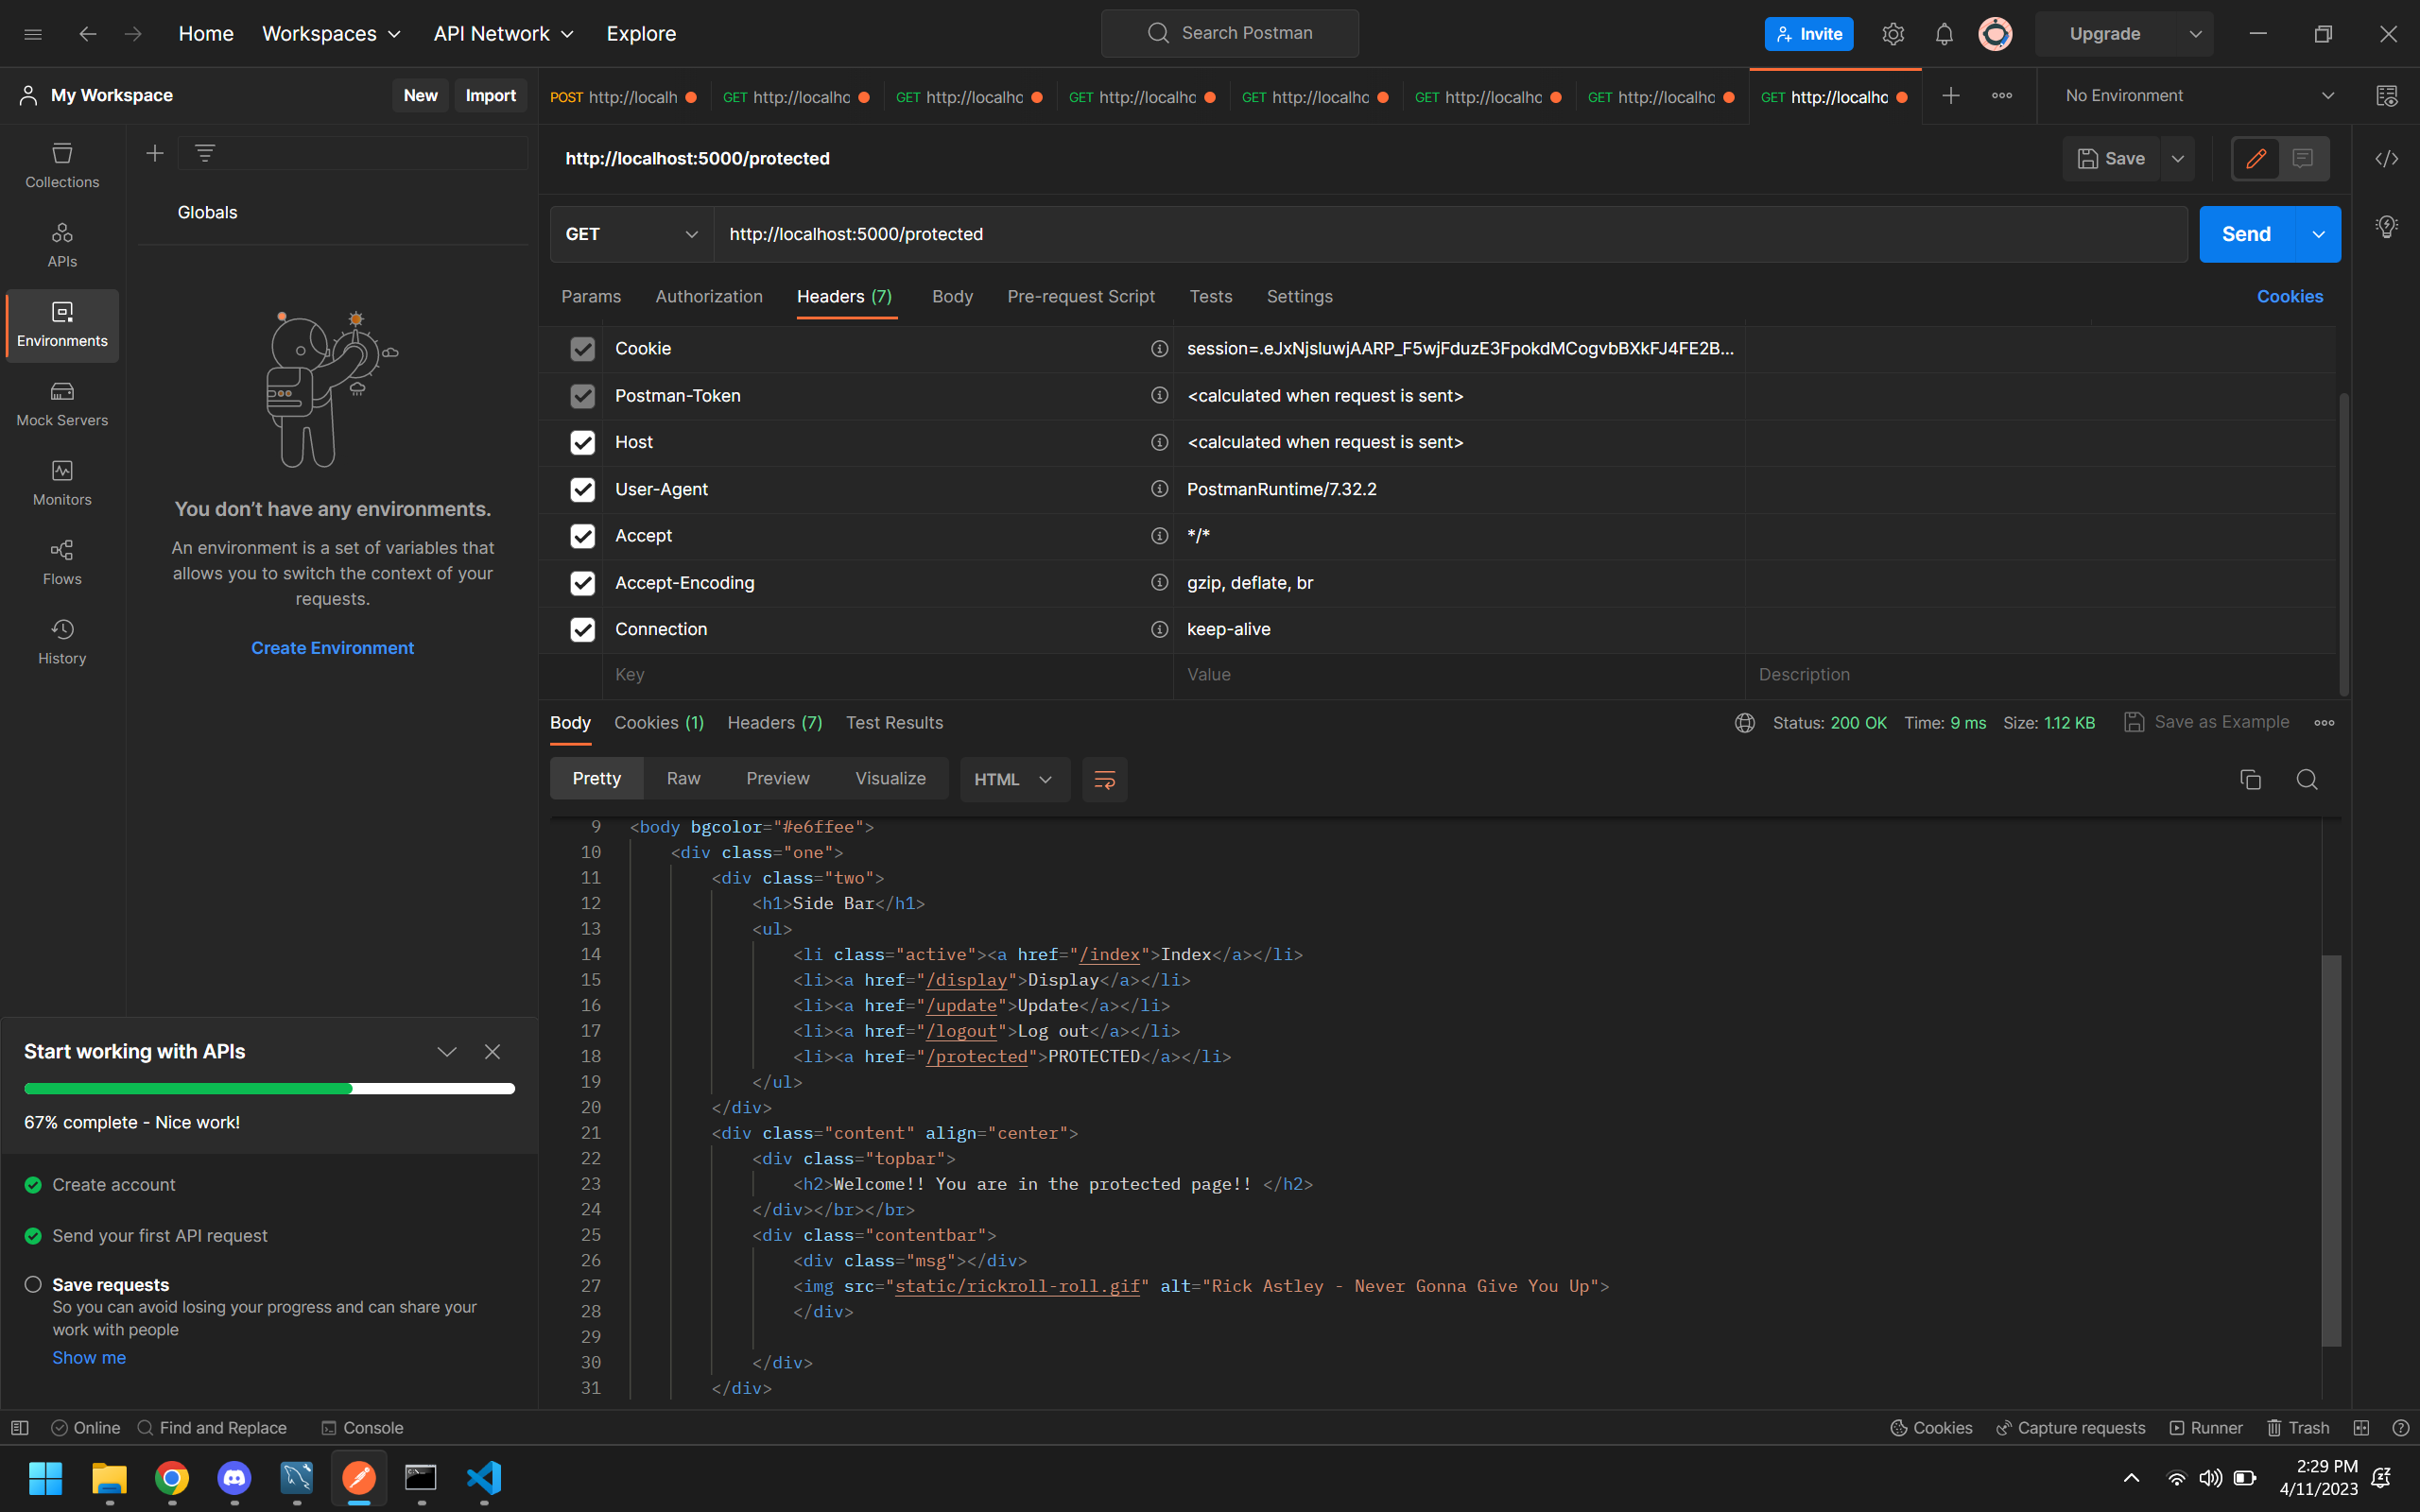 Home Workspaces API Network Explore Search Postman Invite Upgrade
My Workspace New Import
POST http://localh GET http://localhc GET http://localhc GET http://localhc GET http://localhc GET http://localhc GET http://localhc GET http://localhc No Environment
Collections
APIs
Environments
Mock Servers
Monitors
Flows
History
Globals
You don’t have any environments.
An environment is a set of variables that
allows you to switch the context of your
requests.
Create Environment
http://localhost:5000/protected Save
GET http://localhost:5000/protected Send
Params Authorization Headers (7) Body Pre-request Script Tests Settings Cookies
Cookie session=.eJxNjsluwjAARP_F5wjFduzE3FpokdMCogvbBXkFJ4FE2B...
Postman-Token <calculated when request is sent>
Host <calculated when request is sent>
User-Agent PostmanRuntime/7.32.2
Accept */*
Accept-Encoding gzip, deflate, br
Connection keep-alive
Key Value Description
Body Cookies (1) Headers (7) Test Results Status: 200 OK Time: 9 ms Size: 1.12 KB Save as Example
Pretty Raw Preview Visualize HTML
9 <body bgcolor="#e6ffee">
10 <div class="one">
11 <div class="two">
12 <h1>Side Bar</h1>
13 <ul>
14 <li class="active"><a href="/index">Index</a></li>
15 <li><a href="/display">Display</a></li>
16 <li><a href="/update">Update</a></li>
17 <li><a href="/logout">Log out</a></li>
18 <li><a href="/protected">PROTECTED</a></li>
19 </ul>
20 </div>
21 <div class="content" align="center">
22 <div class="topbar">
23 <h2>Welcome!! You are in the protected page!! </h2>
24 </div></br></br>
25 <div class="contentbar">
26 <div class="msg"></div>
27 <img src="static/rickroll-roll.gif" alt="Rick Astley - Never Gonna Give You Up">
28 </div>
29
30 </div>
31 </div>
Start working with APIs
67% complete - Nice work!
Create account
Send your first API request
Save requests
So you can avoid losing your progress and can share your
work with people
Show me
Online Find and Replace Console Cookies Capture requests Runner Trash
2:29 PM
4/11/2023